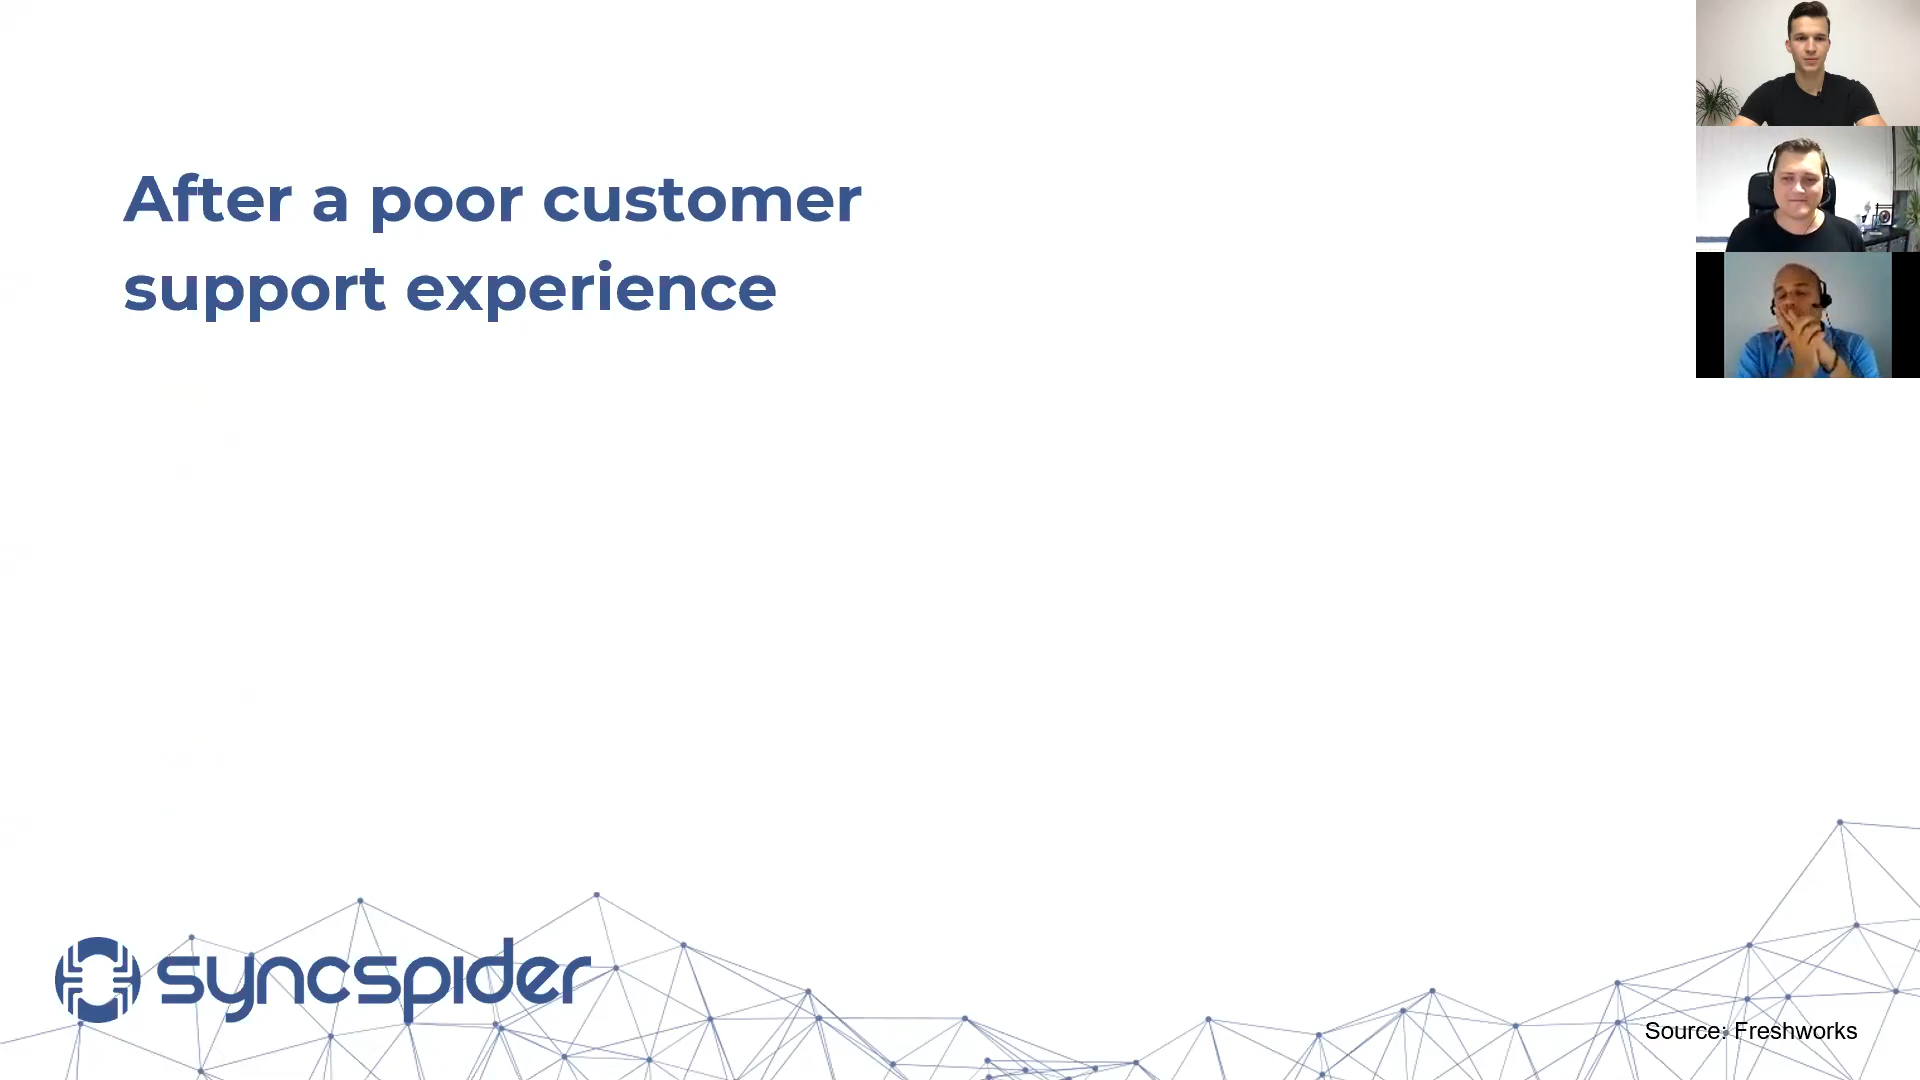 After a poor customer
support experience
syncspider
Source: Freshworks